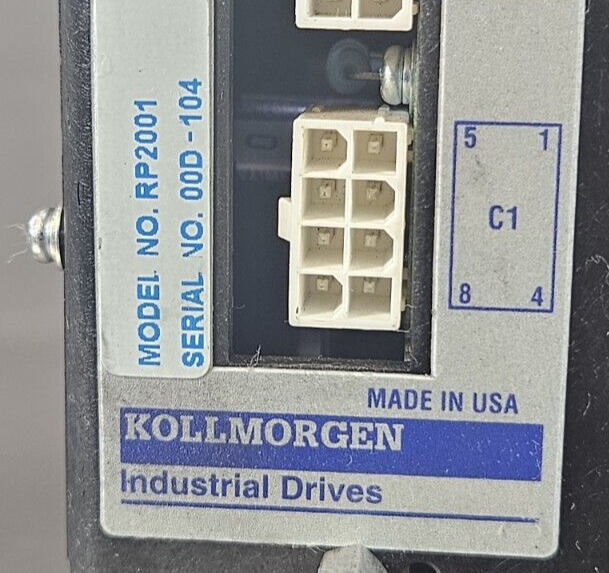 MODEL NO. RP2001
SERIAL NO. 00D-104
5 1
C1
8 4
MADE IN USA
KOLLMORGEN
Industrial Drives